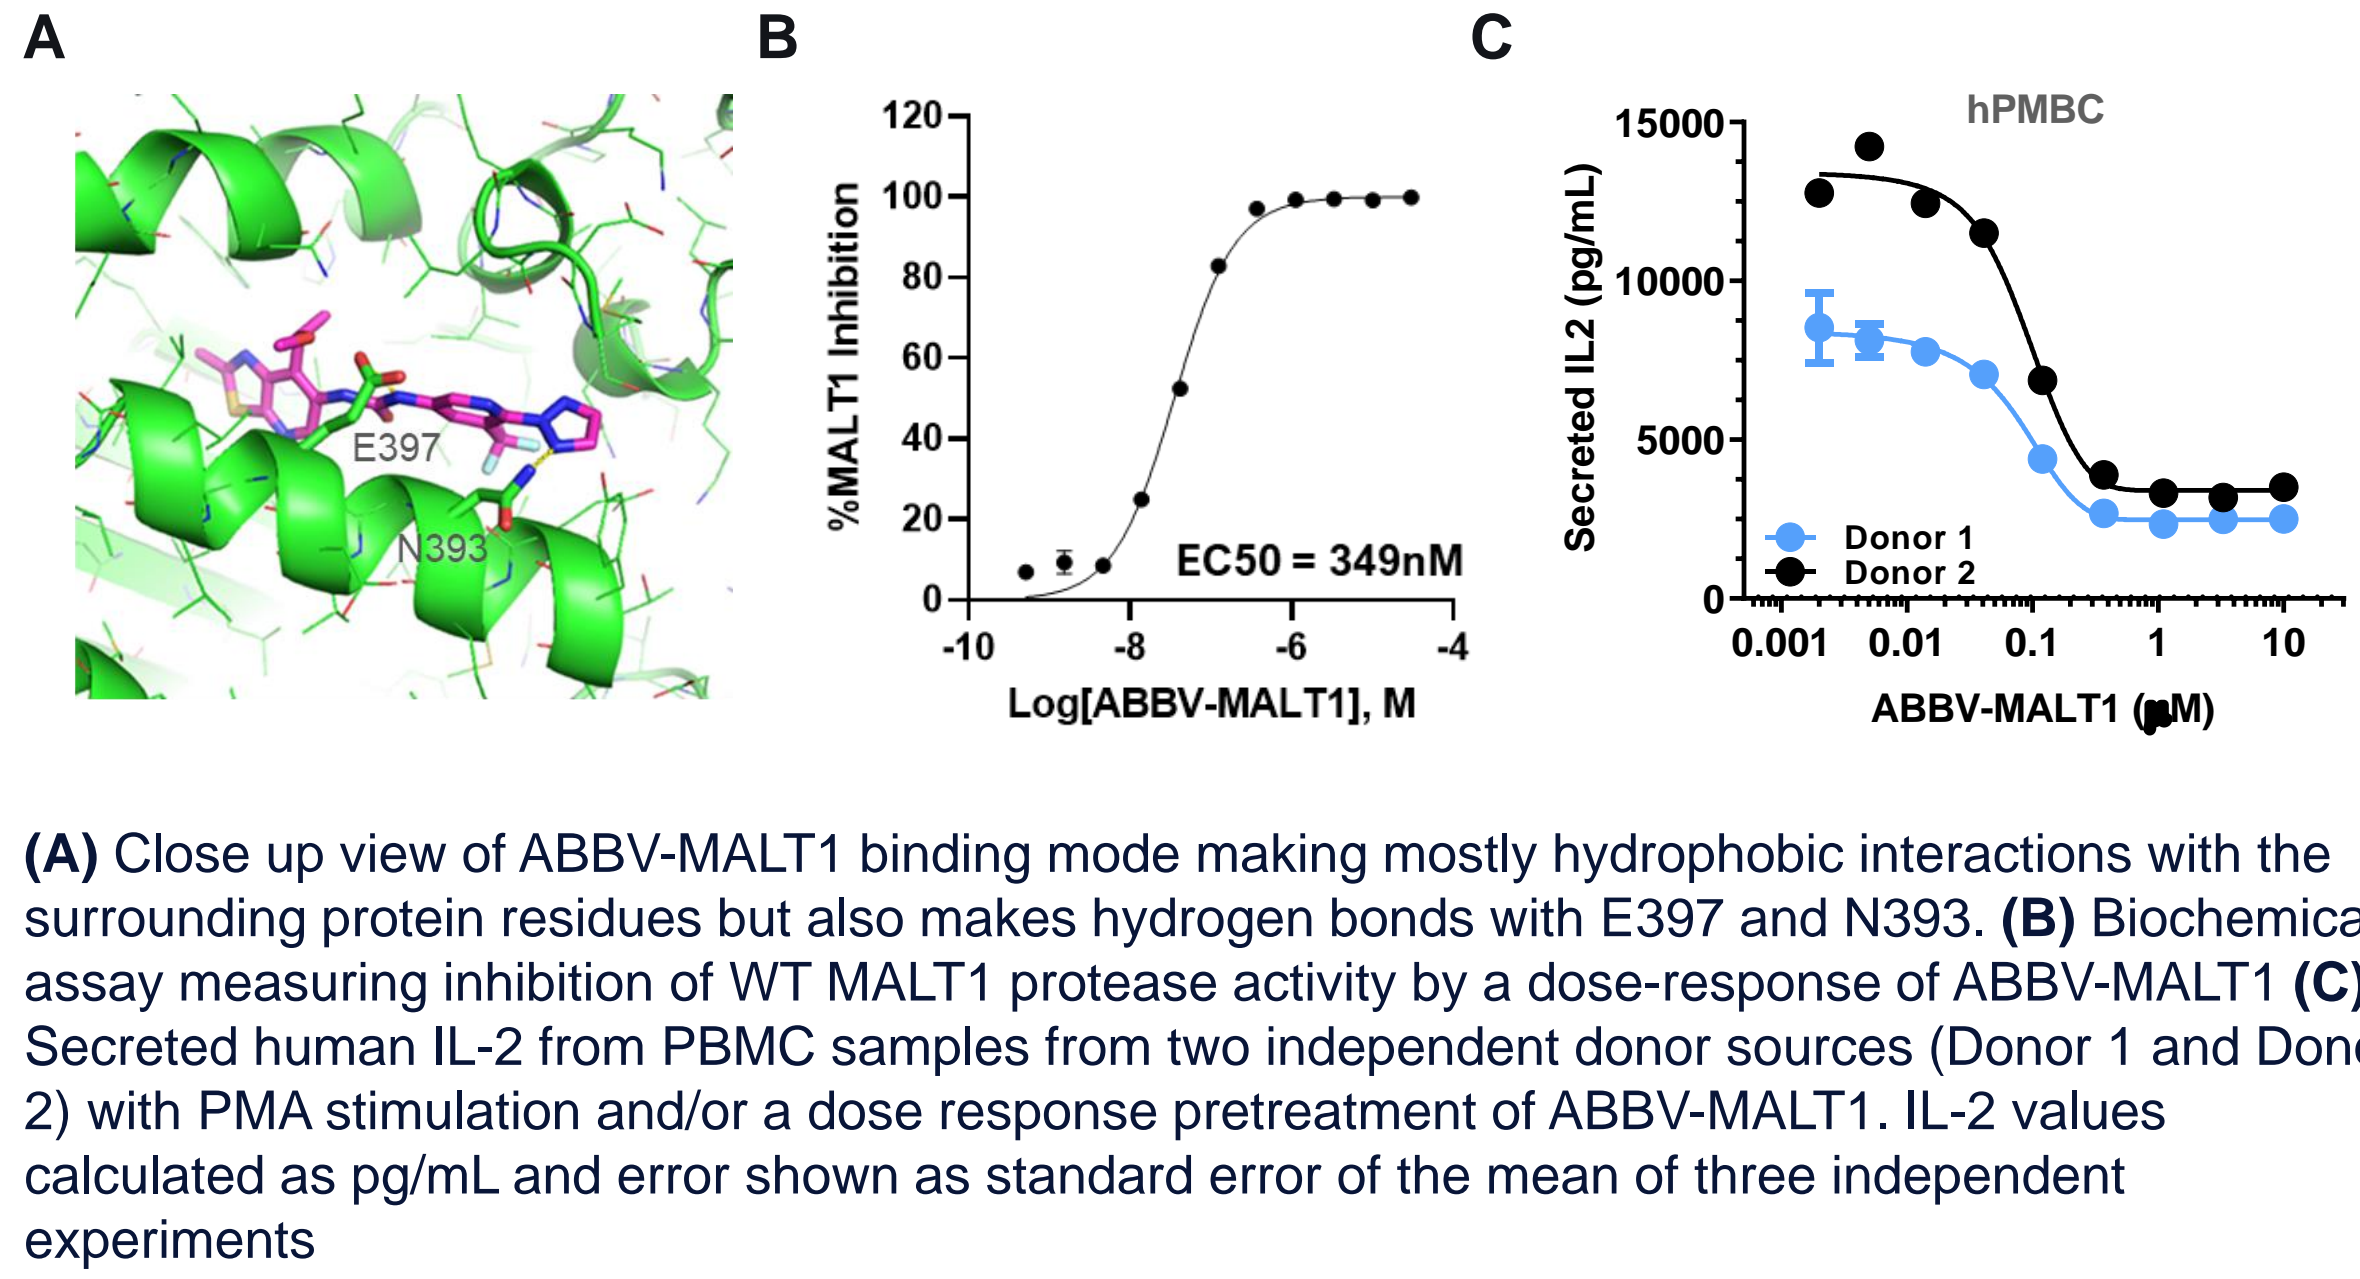 A
B
C
E397
N393
120
100
80
60
40
20
0
%MALT1 Inhibition
EC50 = 349nM
-10 -8 -6 -4
Log[ABBV-MALT1], M
hPMBC
15000
10000
5000
0
Secreted IL2 (pg/mL)
Donor 1
Donor 2
0.001 0.01 0.1 1 10
ABBV-MALT1 (µM)
(A) Close up view of ABBV-MALT1 binding mode making mostly hydrophobic interactions with the
surrounding protein residues but also makes hydrogen bonds with E397 and N393. (B) Biochemica
assay measuring inhibition of WT MALT1 protease activity by a dose-response of ABBV-MALT1 (C)
Secreted human IL-2 from PBMC samples from two independent donor sources (Donor 1 and Dono
2) with PMA stimulation and/or a dose response pretreatment of ABBV-MALT1. IL-2 values
calculated as pg/mL and error shown as standard error of the mean of three independent
experiments